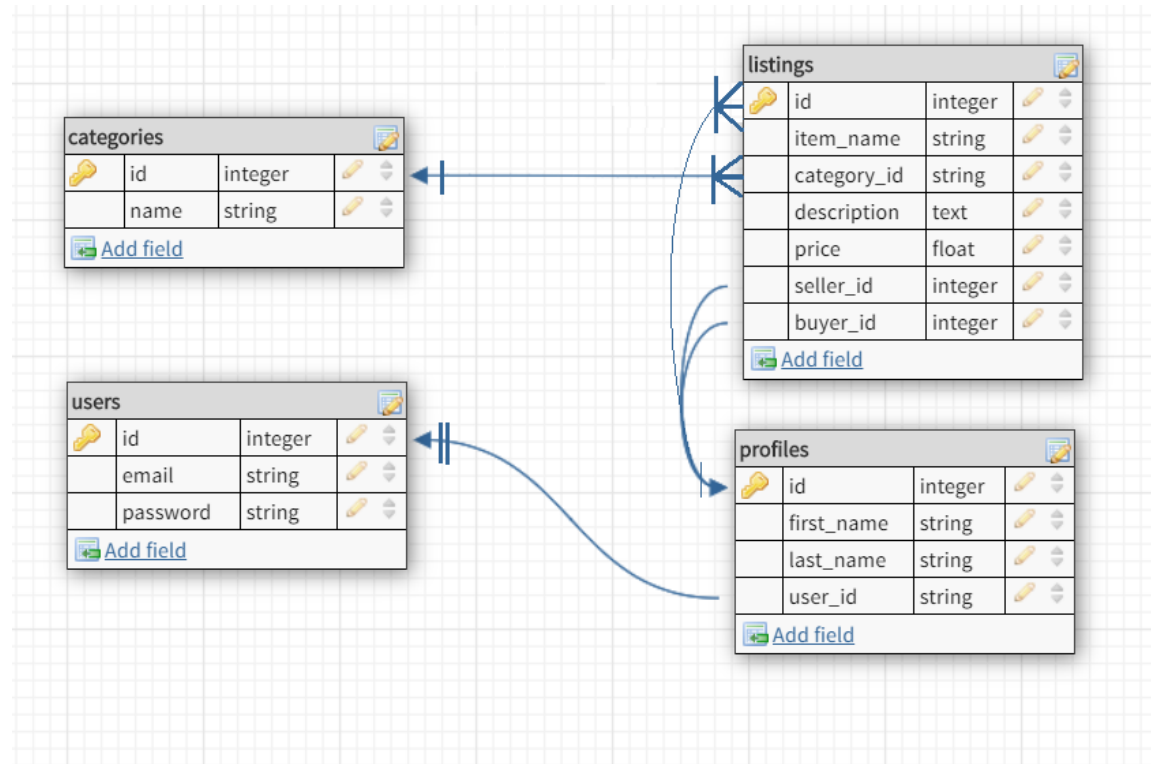 categories
id integer
name string
Add field
listings
id integer
item_name string
category_id string
description text
price float
seller_id integer
buyer_id integer
Add field
users
id integer
email string
password string
Add field
profiles
id integer
first_name string
last_name string
user_id string
Add field